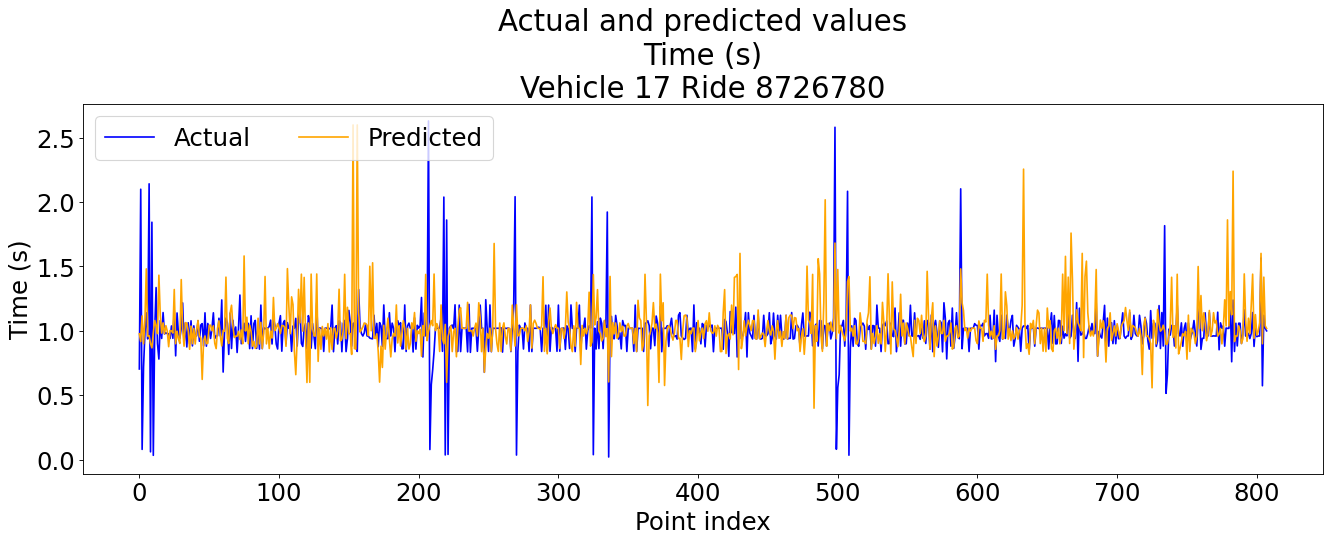 Actual and predicted values
Time (s)
Vehicle 17 Ride 8726780
Actual
Predicted
Time (s)
2.5
2.0
1.5
1.0
0.5
0.0
0 100 200 300 400 500 600 700 800
Point index